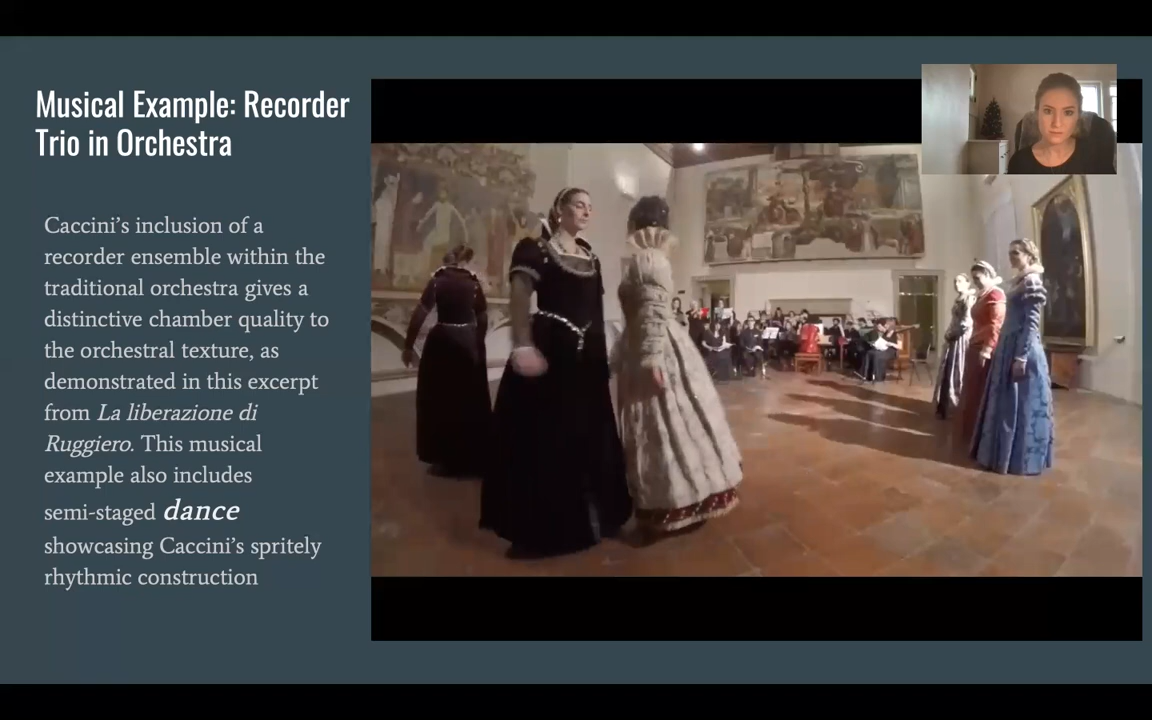 Musical Example: Recorder
Trio in Orchestra
Caccini’s inclusion of a
recorder ensemble within the
traditional orchestra gives a
distinctive chamber quality to
the orchestral texture, as
demonstrated in this excerpt
from La liberazione di
Ruggiero. This musical
example also includes
semi-staged dance
showcasing Caccini’s spritely
rhythmic construction